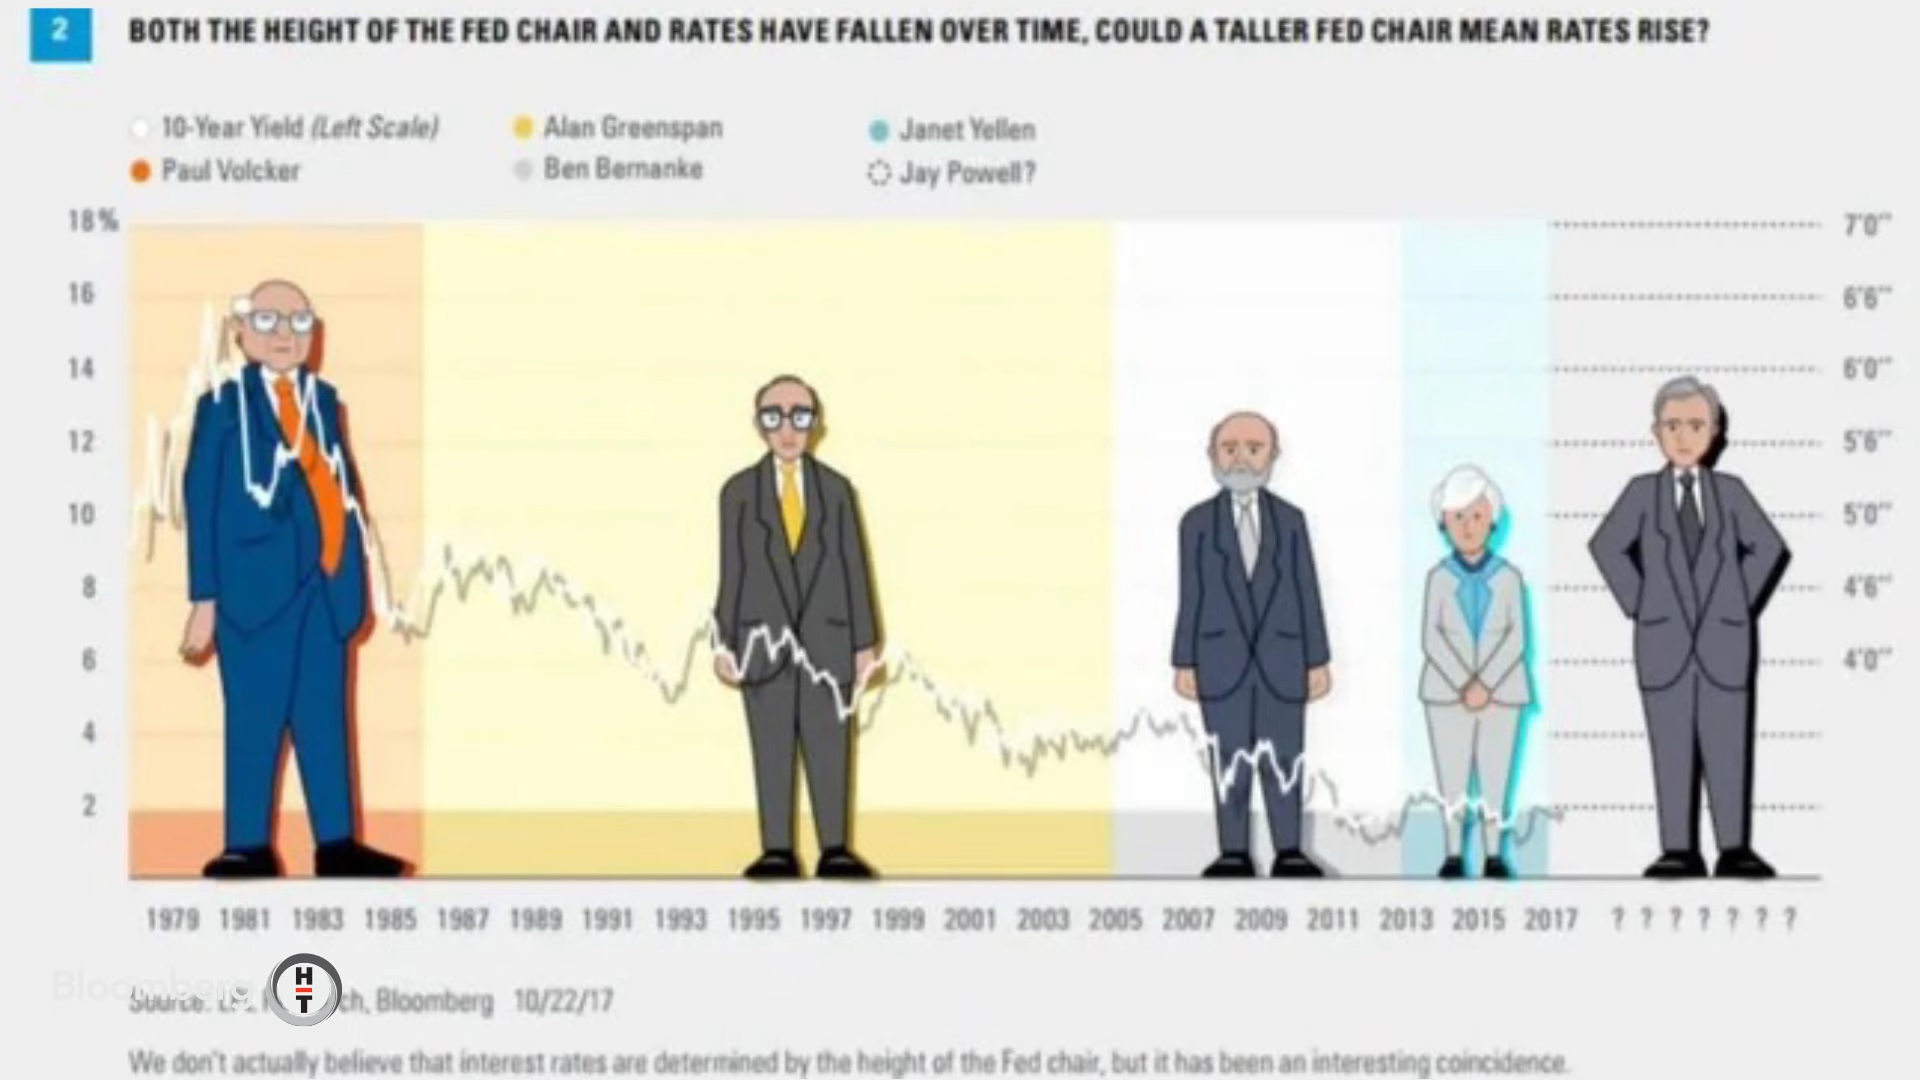 2
BOTH THE HEIGHT OF THE FED CHAIR AND RATES HAVE FALLEN OVER TIME, COULD A TALLER FED CHAIR MEAN RATES RISE?
10-Year Yield (Left Scale)
Alan Greenspan
Janet Yellen
Paul Volcker
Ben Bernanke
Jay Powell?
18%
16
14
12
10
8
6
4
2
7'0"
6'6"
6'0"
5'6"
5'0"
4'6"
4'0"
1979 1981 1983 1985 1987 1989 1991 1993 1995 1997 1999 2001 2003 2005 2007 2009 2011 2013 2015 2017 ? ? ? ? ? ? ?
Bloomberg
H
T
Source: Bloomberg 10/22/17
We don't actually believe that interest rates are determined by the height of the Fed chair, but it has been an interesting coincidence.